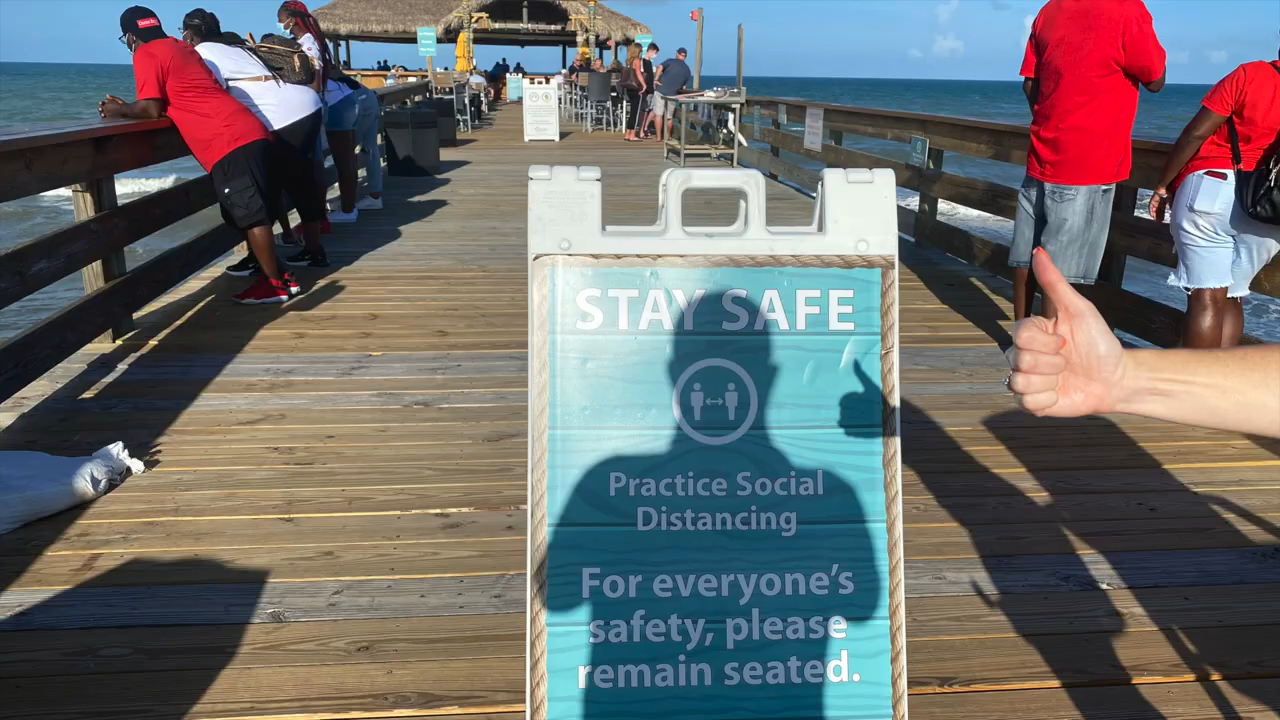 STAY SAFE
Practice Social
Distancing
For everyone's
safety, please
remain seated.